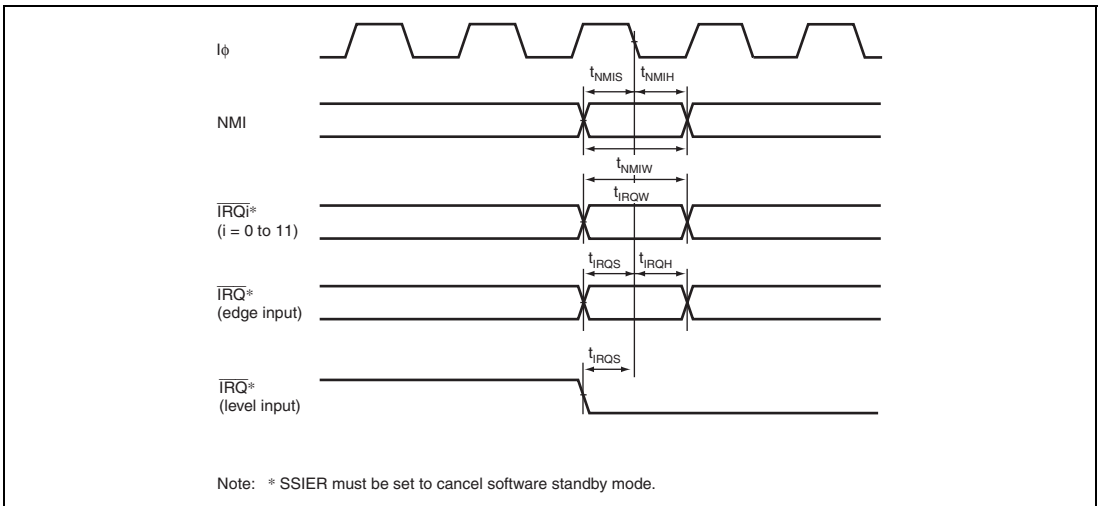 Iφ
tNMIS tNMIH
NMI
tNMIW
tIRQW
IRQi*
(i = 0 to 11)
tIRQS tIRQH
IRQ*
(edge input)
tIRQS
IRQ*
(level input)
Note: * SSIER must be set to cancel software standby mode.